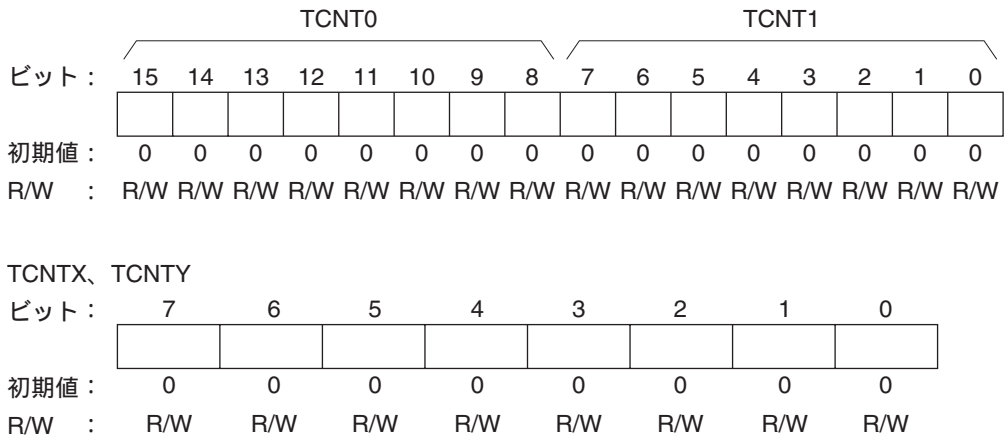 TCNT0 TCNT1
ビット： 15 14 13 12 11 10 9 8 7 6 5 4 3 2 1 0
初期値： 0 0 0 0 0 0 0 0 0 0 0 0 0 0 0 0
R/W ： R/W R/W R/W R/W R/W R/W R/W R/W R/W R/W R/W R/W R/W R/W R/W R/W
TCNTX、TCNTY
ビット： 7 6 5 4 3 2 1 0
初期値： 0 0 0 0 0 0 0 0
R/W ： R/W R/W R/W R/W R/W R/W R/W R/W